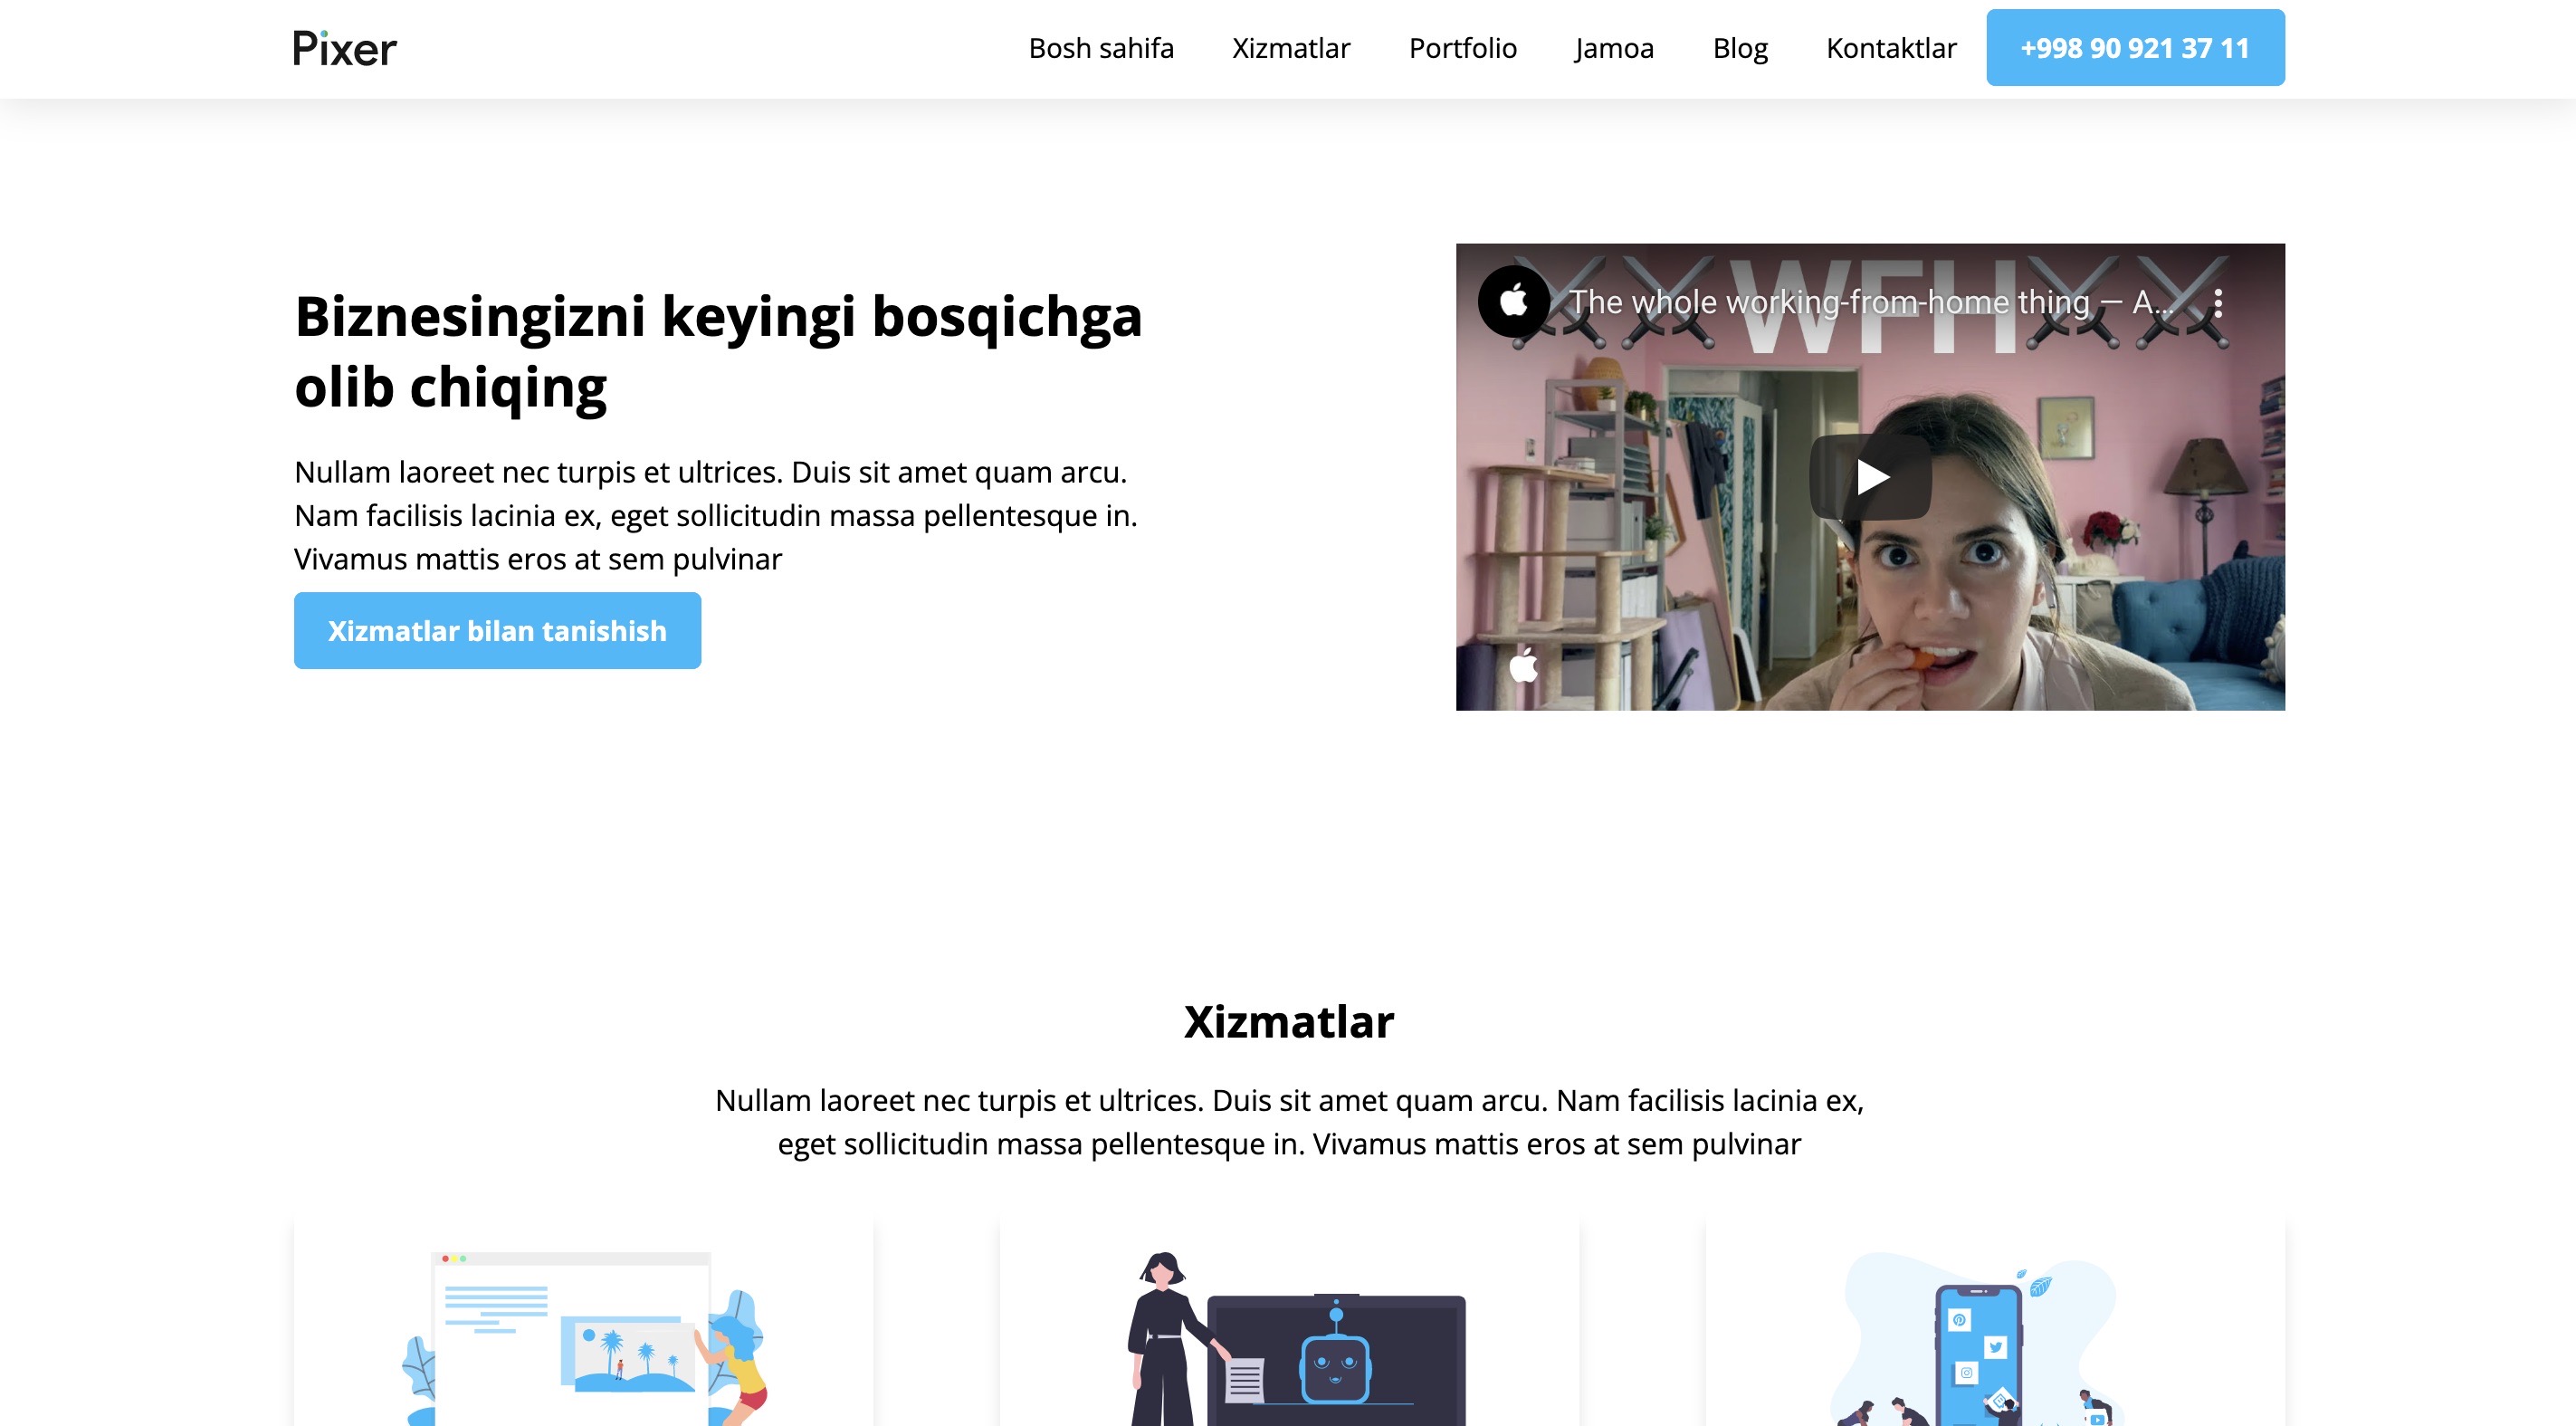 Pixer
Bosh sahifa
Xizmatlar
Portfolio
Jamoa
Blog
Kontaktlar
+998 90 921 37 11
Biznesingizni keyingi bosqichga
olib chiqing
Nullam laoreet nec turpis et ultrices. Duis sit amet quam arcu.
Nam facilisis lacinia ex, eget sollicitudin massa pellentesque in.
Vivamus mattis eros at sem pulvinar
Xizmatlar bilan tanishish
WFH
The whole working-from-home thing — A...
Xizmatlar
Nullam laoreet nec turpis et ultrices. Duis sit amet quam arcu. Nam facilisis lacinia ex,
eget sollicitudin massa pellentesque in. Vivamus mattis eros at sem pulvinar